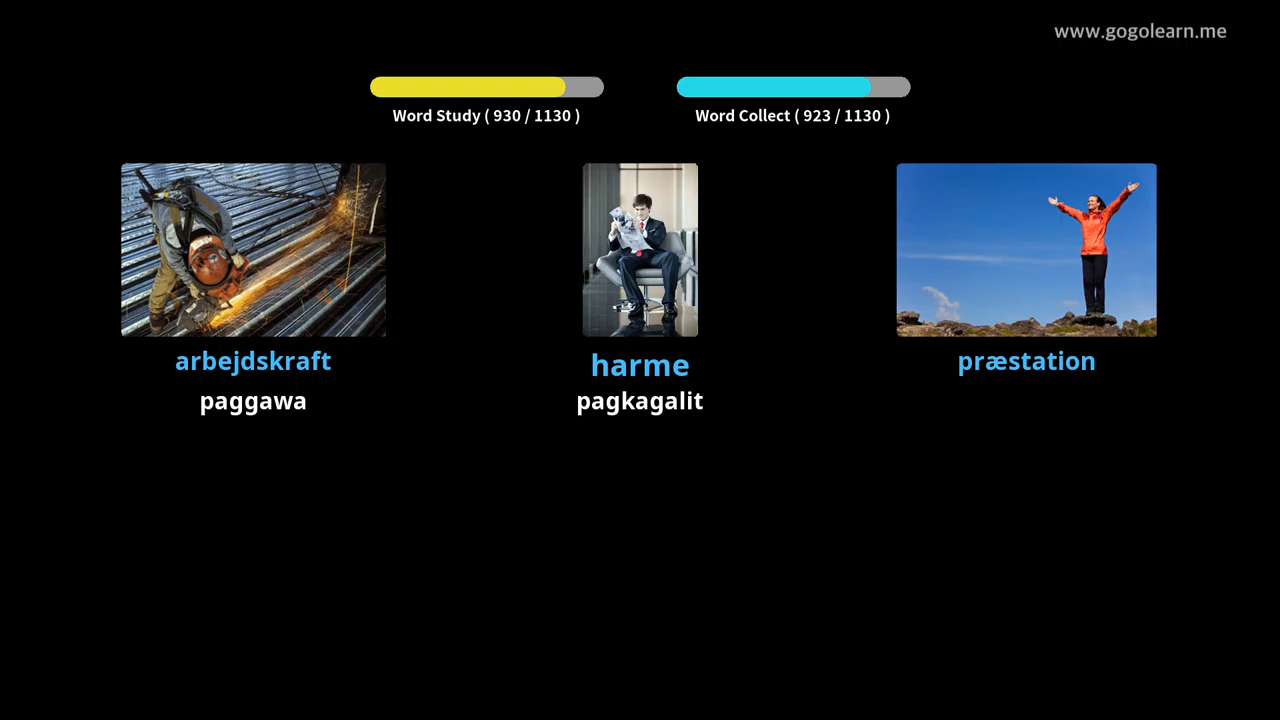 www.gogolearn.me
Word Study ( 930 / 1130 )
Word Collect ( 923 / 1130 )
arbejdskraft
harme
præstation
paggawa
pagkagalit